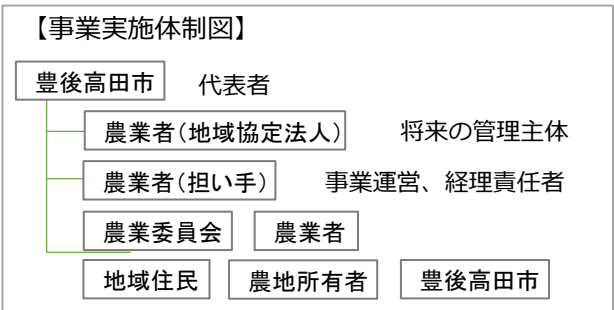 【事業実施体制図】
豊後高田市 代表者
農業者(地域協定法人) 将来の管理主体
農業者(担い手) 事業運営、経理責任者
農業委員会 農業者
地域住民 農地所有者 豊後高田市